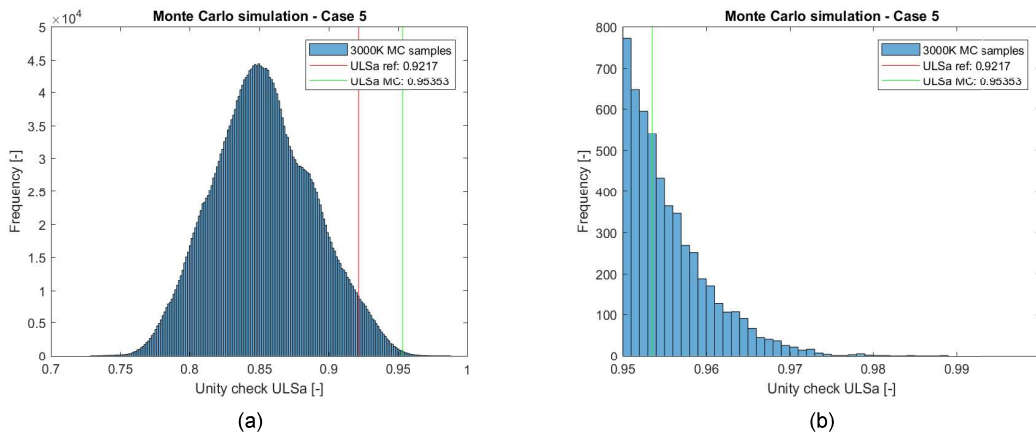 Monte Carlo simulation - Case 5
×10⁴
5
4.5
4
3.5
3
2.5
2
1.5
1
0.5
0
Frequency [-]
0.7 0.75 0.8 0.85 0.9 0.95 1
Unity check ULSa [-]
3000K MC samples
ULSa ref: 0.9217
ULSa MC: 0.95353
(a)
Monte Carlo simulation - Case 5
800
700
600
500
400
300
200
100
0
Frequency [-]
0.95 0.96 0.97 0.98 0.99
Unity check ULSa [-]
3000K MC samples
ULSa ref: 0.9217
ULSa MC: 0.95353
(b)